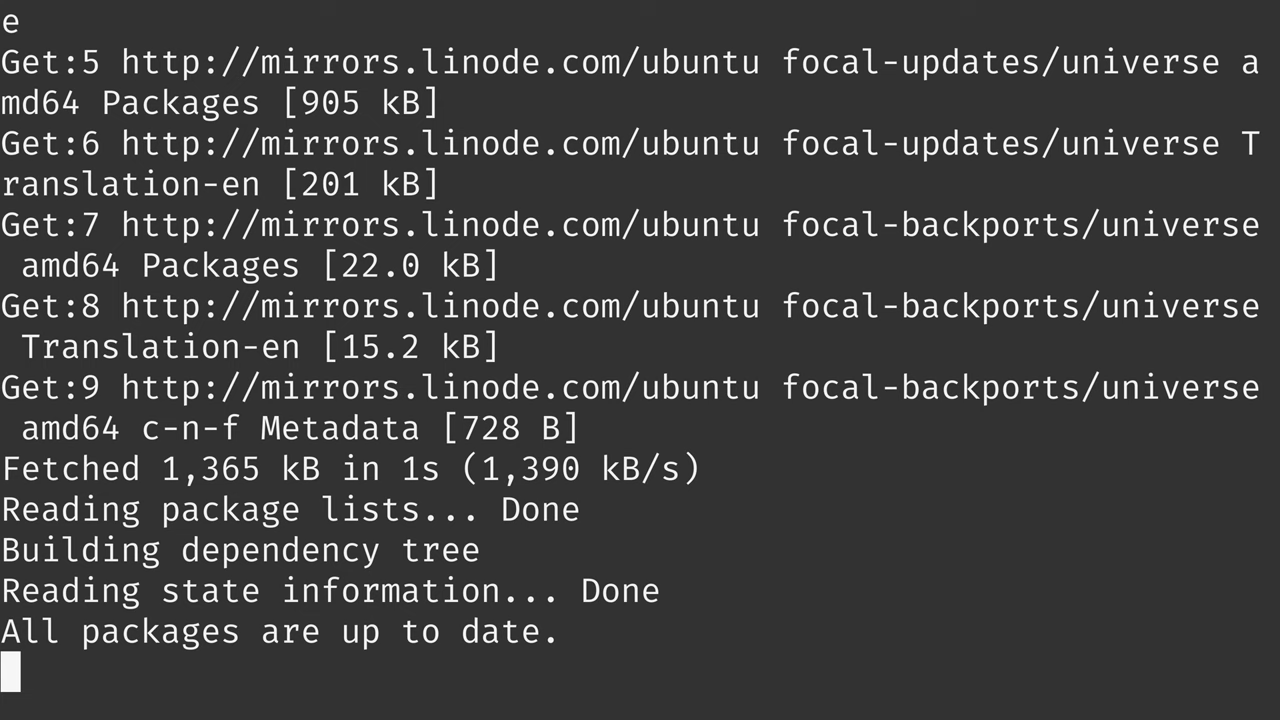 e
Get:5 http://mirrors.linode.com/ubuntu focal-updates/universe a
md64 Packages [905 kB]
Get:6 http://mirrors.linode.com/ubuntu focal-updates/universe T
ranslation-en [201 kB]
Get:7 http://mirrors.linode.com/ubuntu focal-backports/universe
 amd64 Packages [22.0 kB]
Get:8 http://mirrors.linode.com/ubuntu focal-backports/universe
 Translation-en [15.2 kB]
Get:9 http://mirrors.linode.com/ubuntu focal-backports/universe
 amd64 c-n-f Metadata [728 B]
Fetched 1,365 kB in 1s (1,390 kB/s)
Reading package lists... Done
Building dependency tree
Reading state information... Done
All packages are up to date.